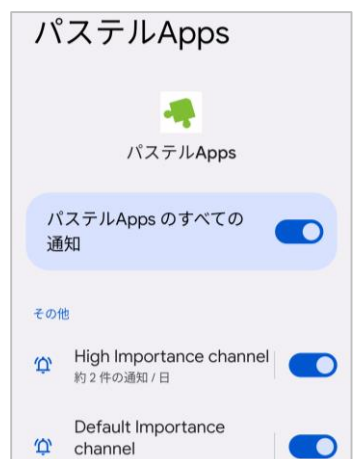 パステルApps
パステルApps
パステルApps のすべての
通知
その他
High Importance channel
約 2 件の通知 / 日
Default Importance
channel